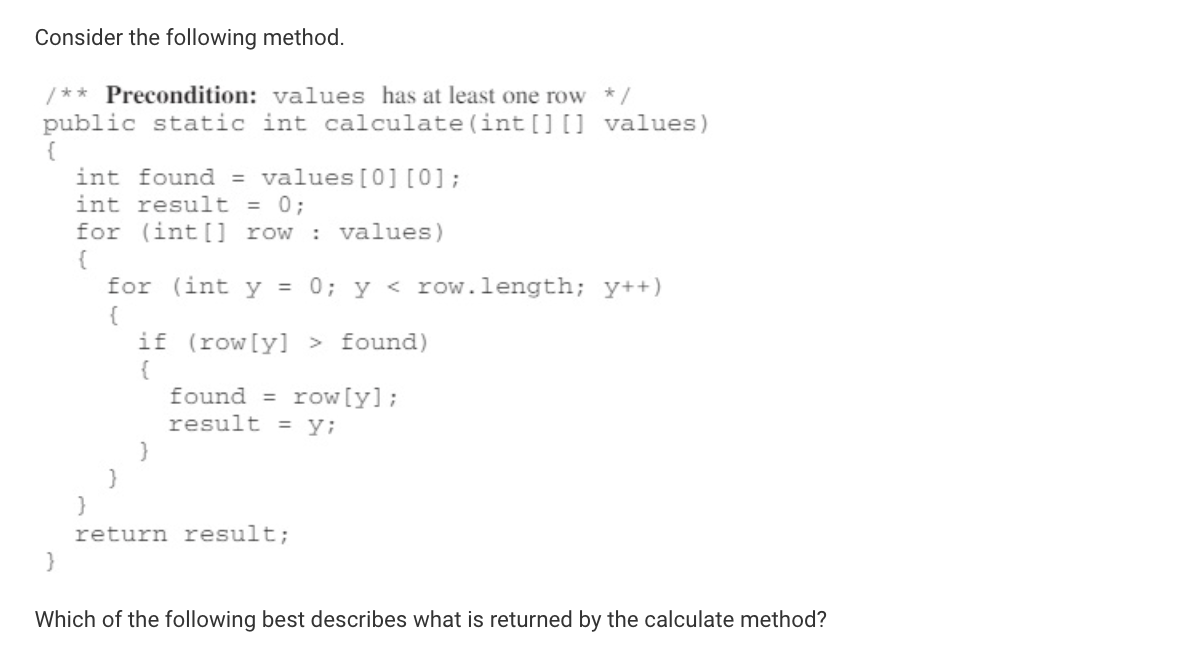 Consider the following method.
/** Precondition: values has at least one row */
public static int calculate(int[][] values)
{
int found = values[0][0];
int result = 0;
for (int[] row : values)
{
for (int y = 0; y < row.length; y++)
{
if (row[y] > found)
{
found = row[y];
result = y;
}
}
}
return result;
}
Which of the following best describes what is returned by the calculate method?